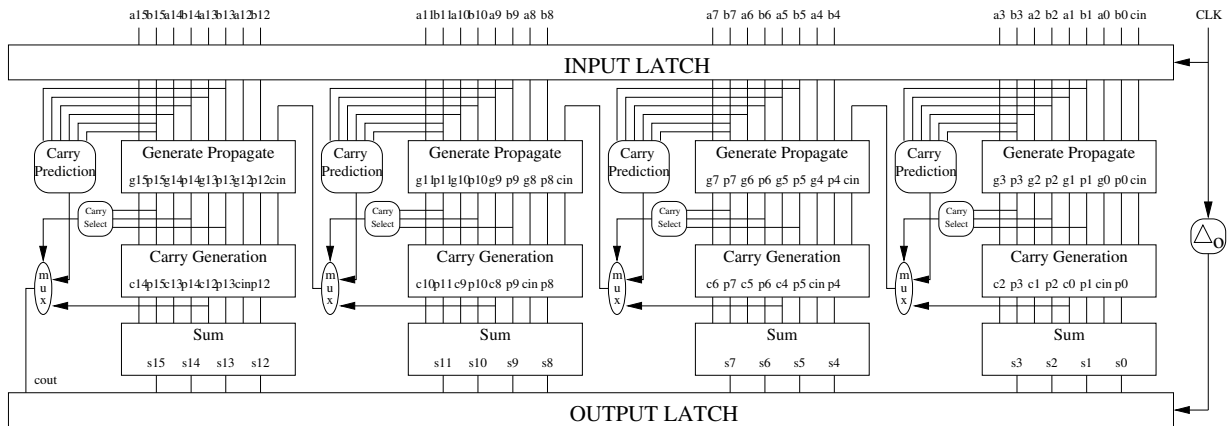 a15 b15 a14 b14 a13 b13 a12 b12 a11 b11 a10 b10 a9 b9 a8 b8 a7 b7 a6 b6 a5 b5 a4 b4 a3 b3 a2 b2 a1 b1 a0 b0 cin CLK
INPUT LATCH
Carry Prediction
Generate Propagate
g15 p15 g14 p14 g13 p13 g12 p12 cin
Carry Prediction
Generate Propagate
g11 p11 g10 p10 g9 p9 g8 p8 cin
Carry Prediction
Generate Propagate
g7 p7 g6 p6 g5 p5 g4 p4 cin
Carry Prediction
Generate Propagate
g3 p3 g2 p2 g1 p1 g0 p0 cin
Carry Select
Carry Select
Carry Select
Carry Select
Δo
mux
Carry Generation
c14 p15 c13 p14 c12 p13 cin p12
mux
Carry Generation
c10 p11 c9 p10 c8 p9 cin p8
mux
Carry Generation
c6 p7 c5 p6 c4 p5 cin p4
mux
Carry Generation
c2 p3 c1 p2 c0 p1 cin p0
Sum
s15 s14 s13 s12
Sum
s11 s10 s9 s8
Sum
s7 s6 s5 s4
Sum
s3 s2 s1 s0
cout
OUTPUT LATCH